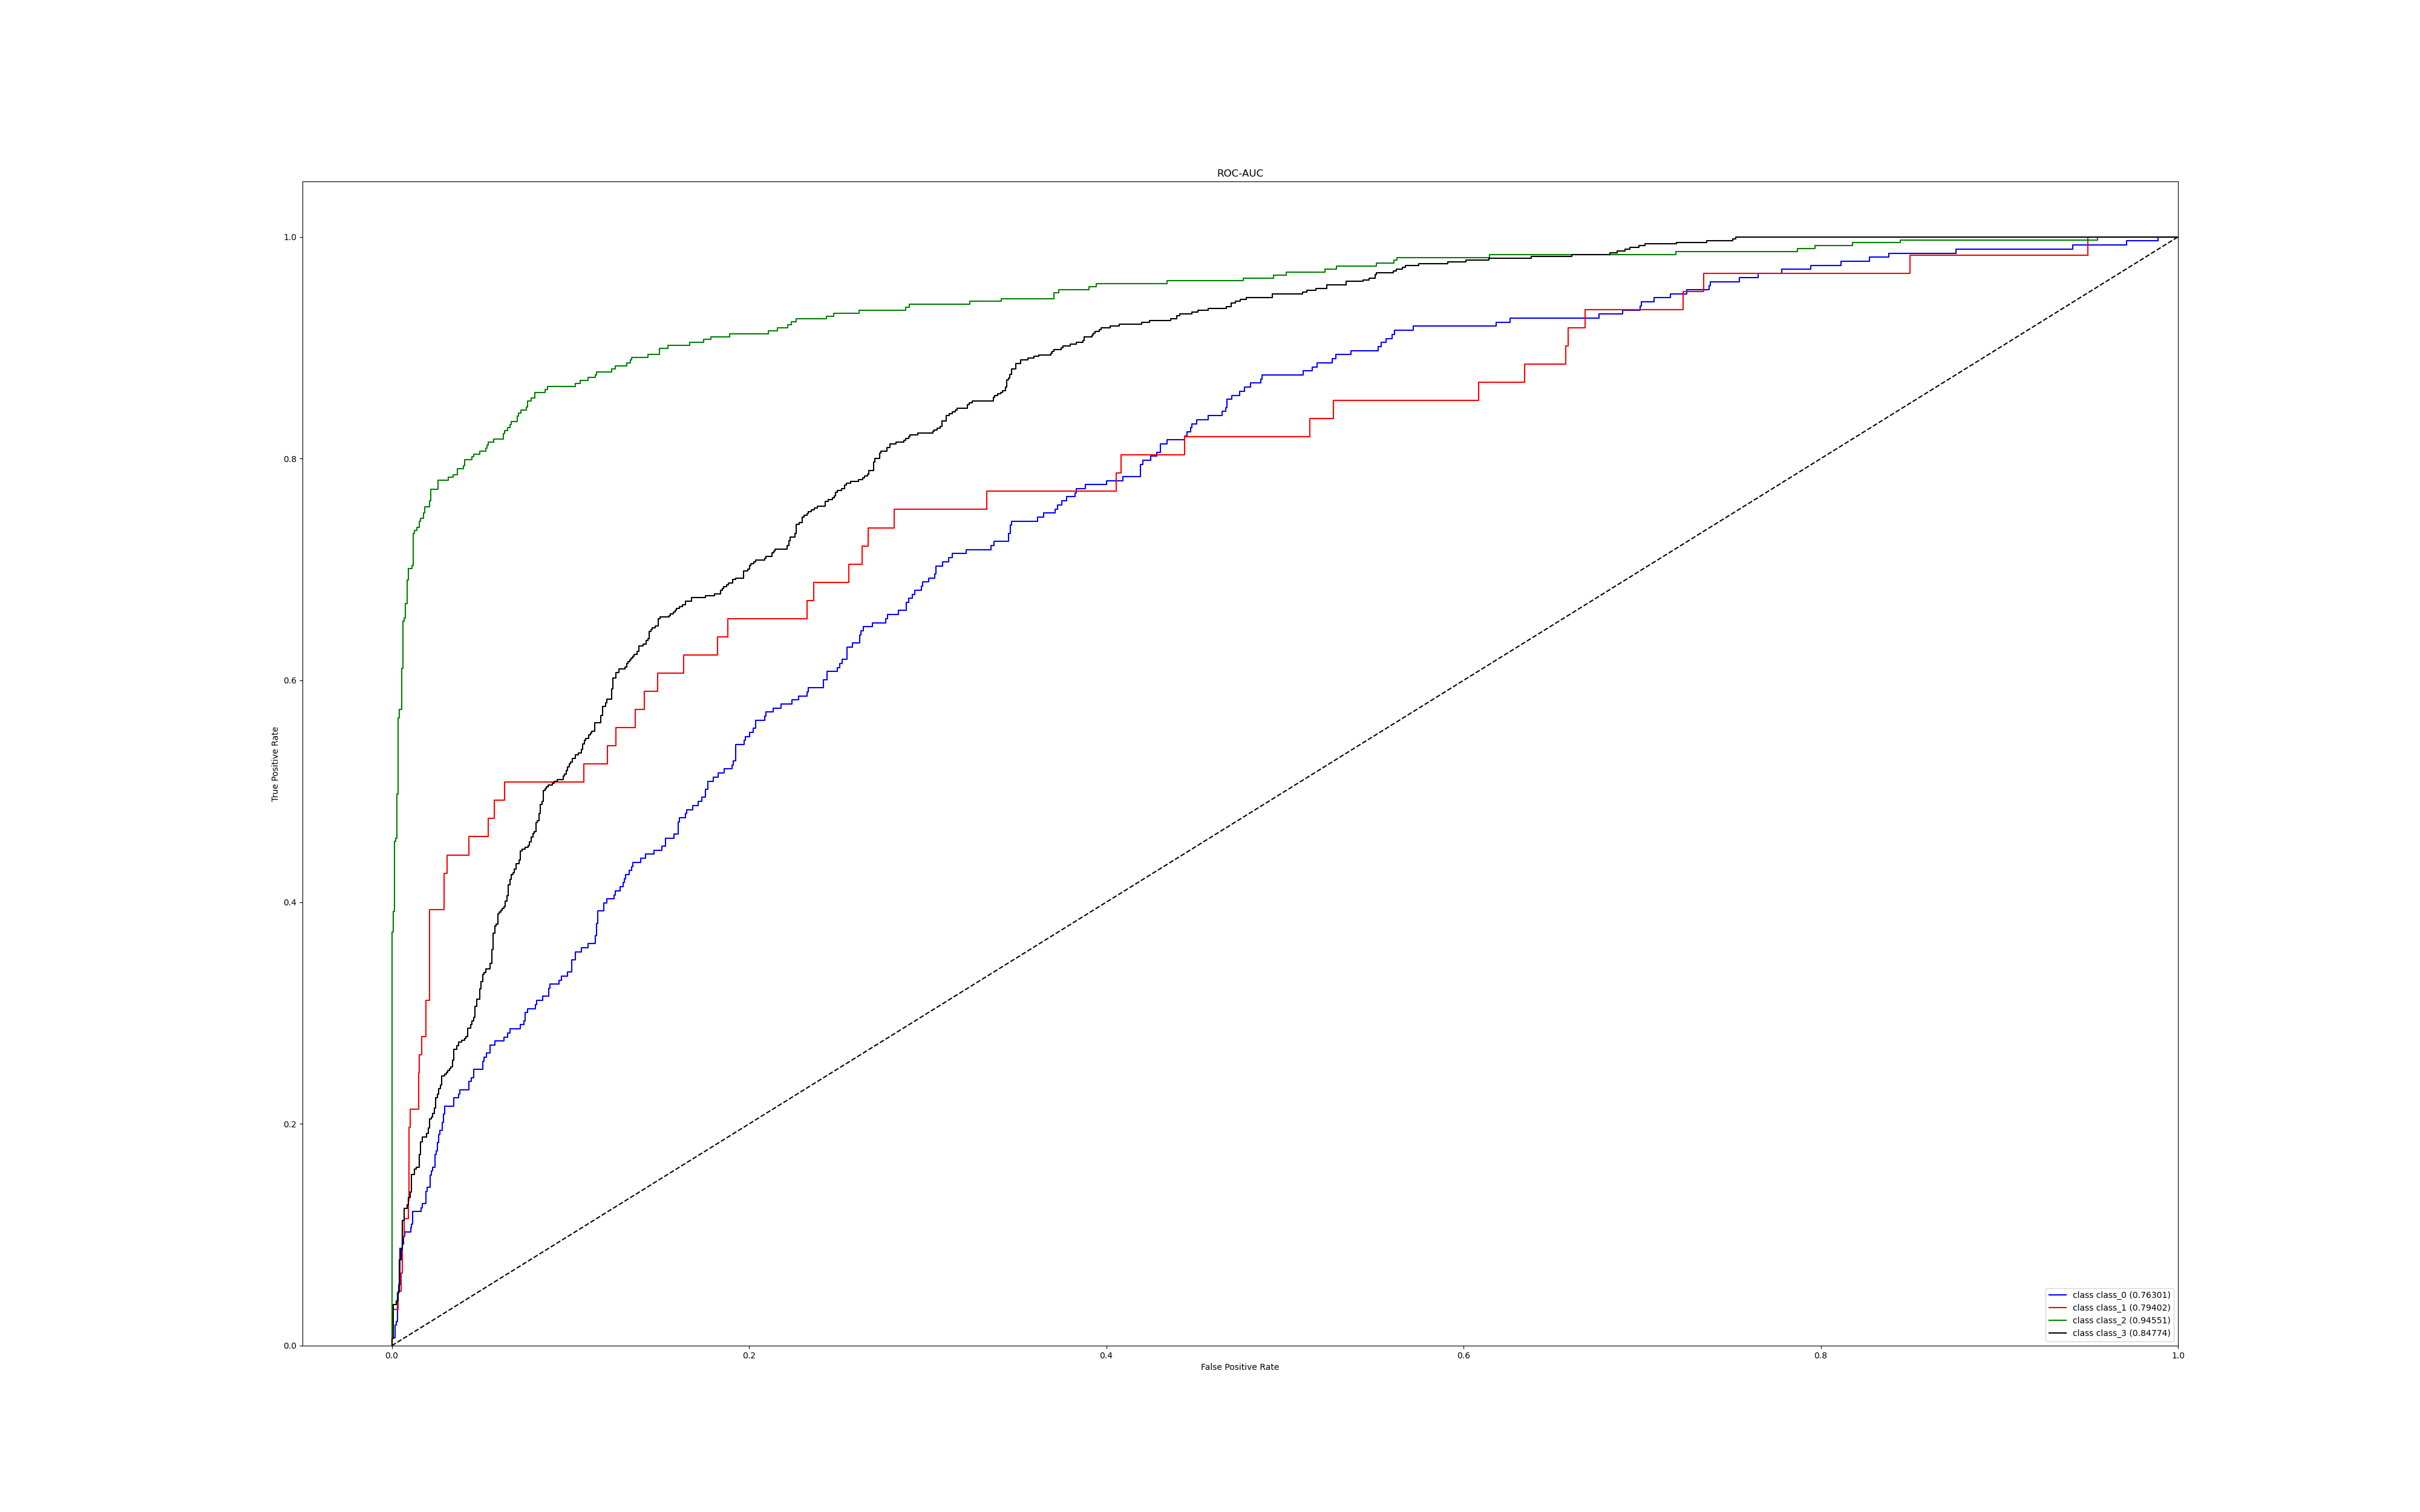 ROC-AUC
1.0
0.8
0.6
0.4
0.2
0.0
True Positive Rate
0.0 0.2 0.4 0.6 0.8 1.0
False Positive Rate
class class_0 (0.76301)
class class_1 (0.79402)
class class_2 (0.94551)
class class_3 (0.84774)